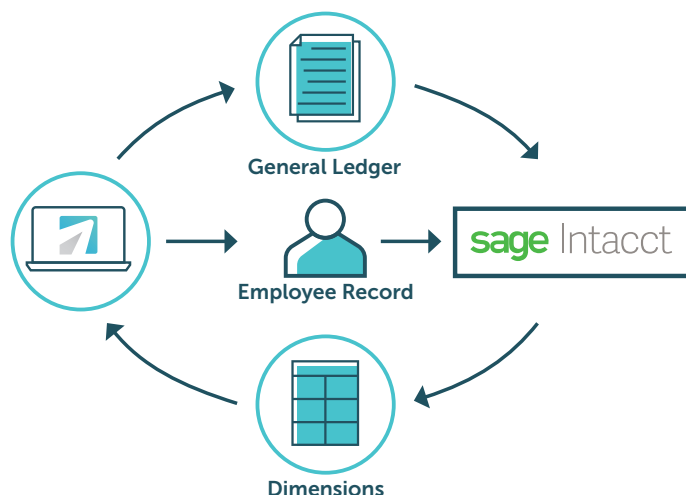 General Ledger
sage Intacct
Employee Record
Dimensions